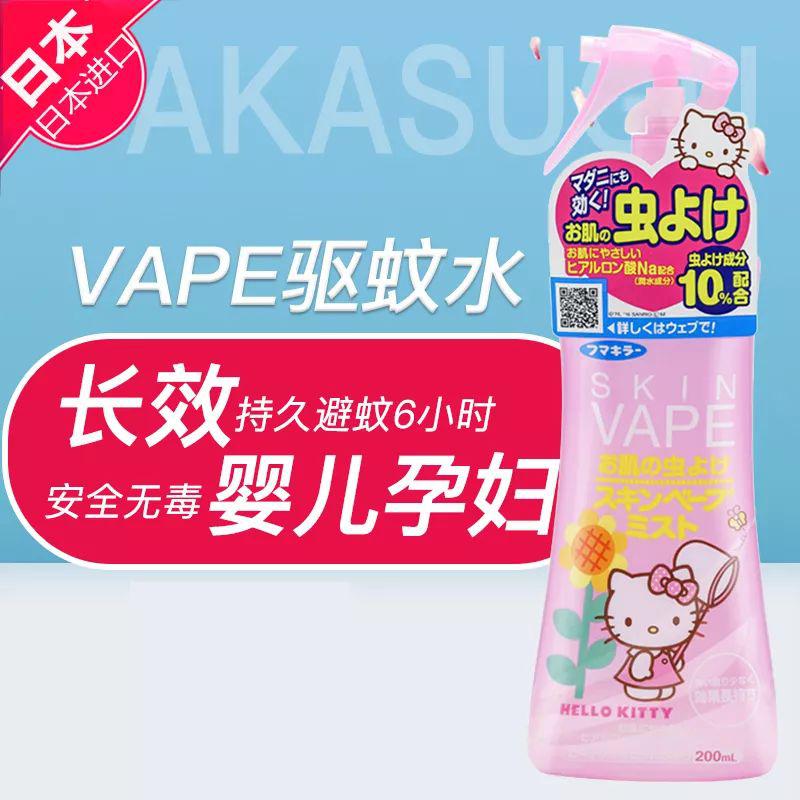 日本
日本进口
AKASU
VAPE驱蚊水
长效持久避蚊6小时
安全无毒婴儿孕妇
マダニにも
効く!
お肌の虫よけ
お肌にやさしい
ヒアルロン酸Na配合
(潤水成分)
虫よけ成分
10%配合
◀詳しくはウェブで!
フマキラー
SKIN
VAPE
お肌の虫よけ
スキンベープ
ミスト
効果長持ち
HELLO KITTY
200mL